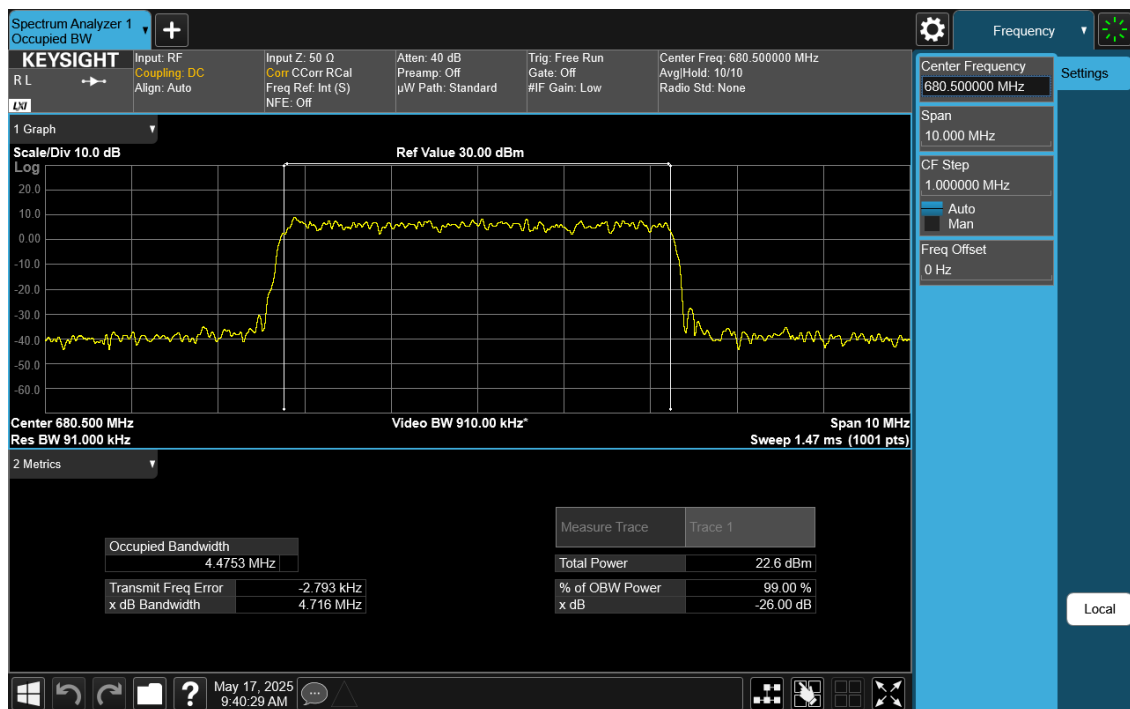 Spectrum Analyzer 1
Occupied BW
+
Frequency
KEYSIGHT
R L
LXI
Input: RF
Coupling: DC
Align: Auto
Input Z: 50 Ω
Corr CCorr RCal
Freq Ref: Int (S)
NFE: Off
Atten: 40 dB
Preamp: Off
µW Path: Standard
Trig: Free Run
Gate: Off
#IF Gain: Low
Center Freq: 680.500000 MHz
Avg|Hold: 10/10
Radio Std: None
Center Frequency
680.500000 MHz
Settings
Span
10.000 MHz
CF Step
1.000000 MHz
Auto
Man
Freq Offset
0 Hz
Local
1 Graph
Scale/Div 10.0 dB
Ref Value 30.00 dBm
Log
20.0
10.0
0.00
-10.0
-20.0
-30.0
-40.0
-50.0
-60.0
Center 680.500 MHz
Video BW 910.00 kHz*
Span 10 MHz
Res BW 91.000 kHz
Sweep 1.47 ms (1001 pts)
2 Metrics
Measure Trace Trace 1
Occupied Bandwidth
4.4753 MHz
Total Power 22.6 dBm
Transmit Freq Error -2.793 kHz
% of OBW Power 99.00 %
x dB Bandwidth 4.716 MHz
x dB -26.00 dB
?
May 17, 2025
9:40:29 AM